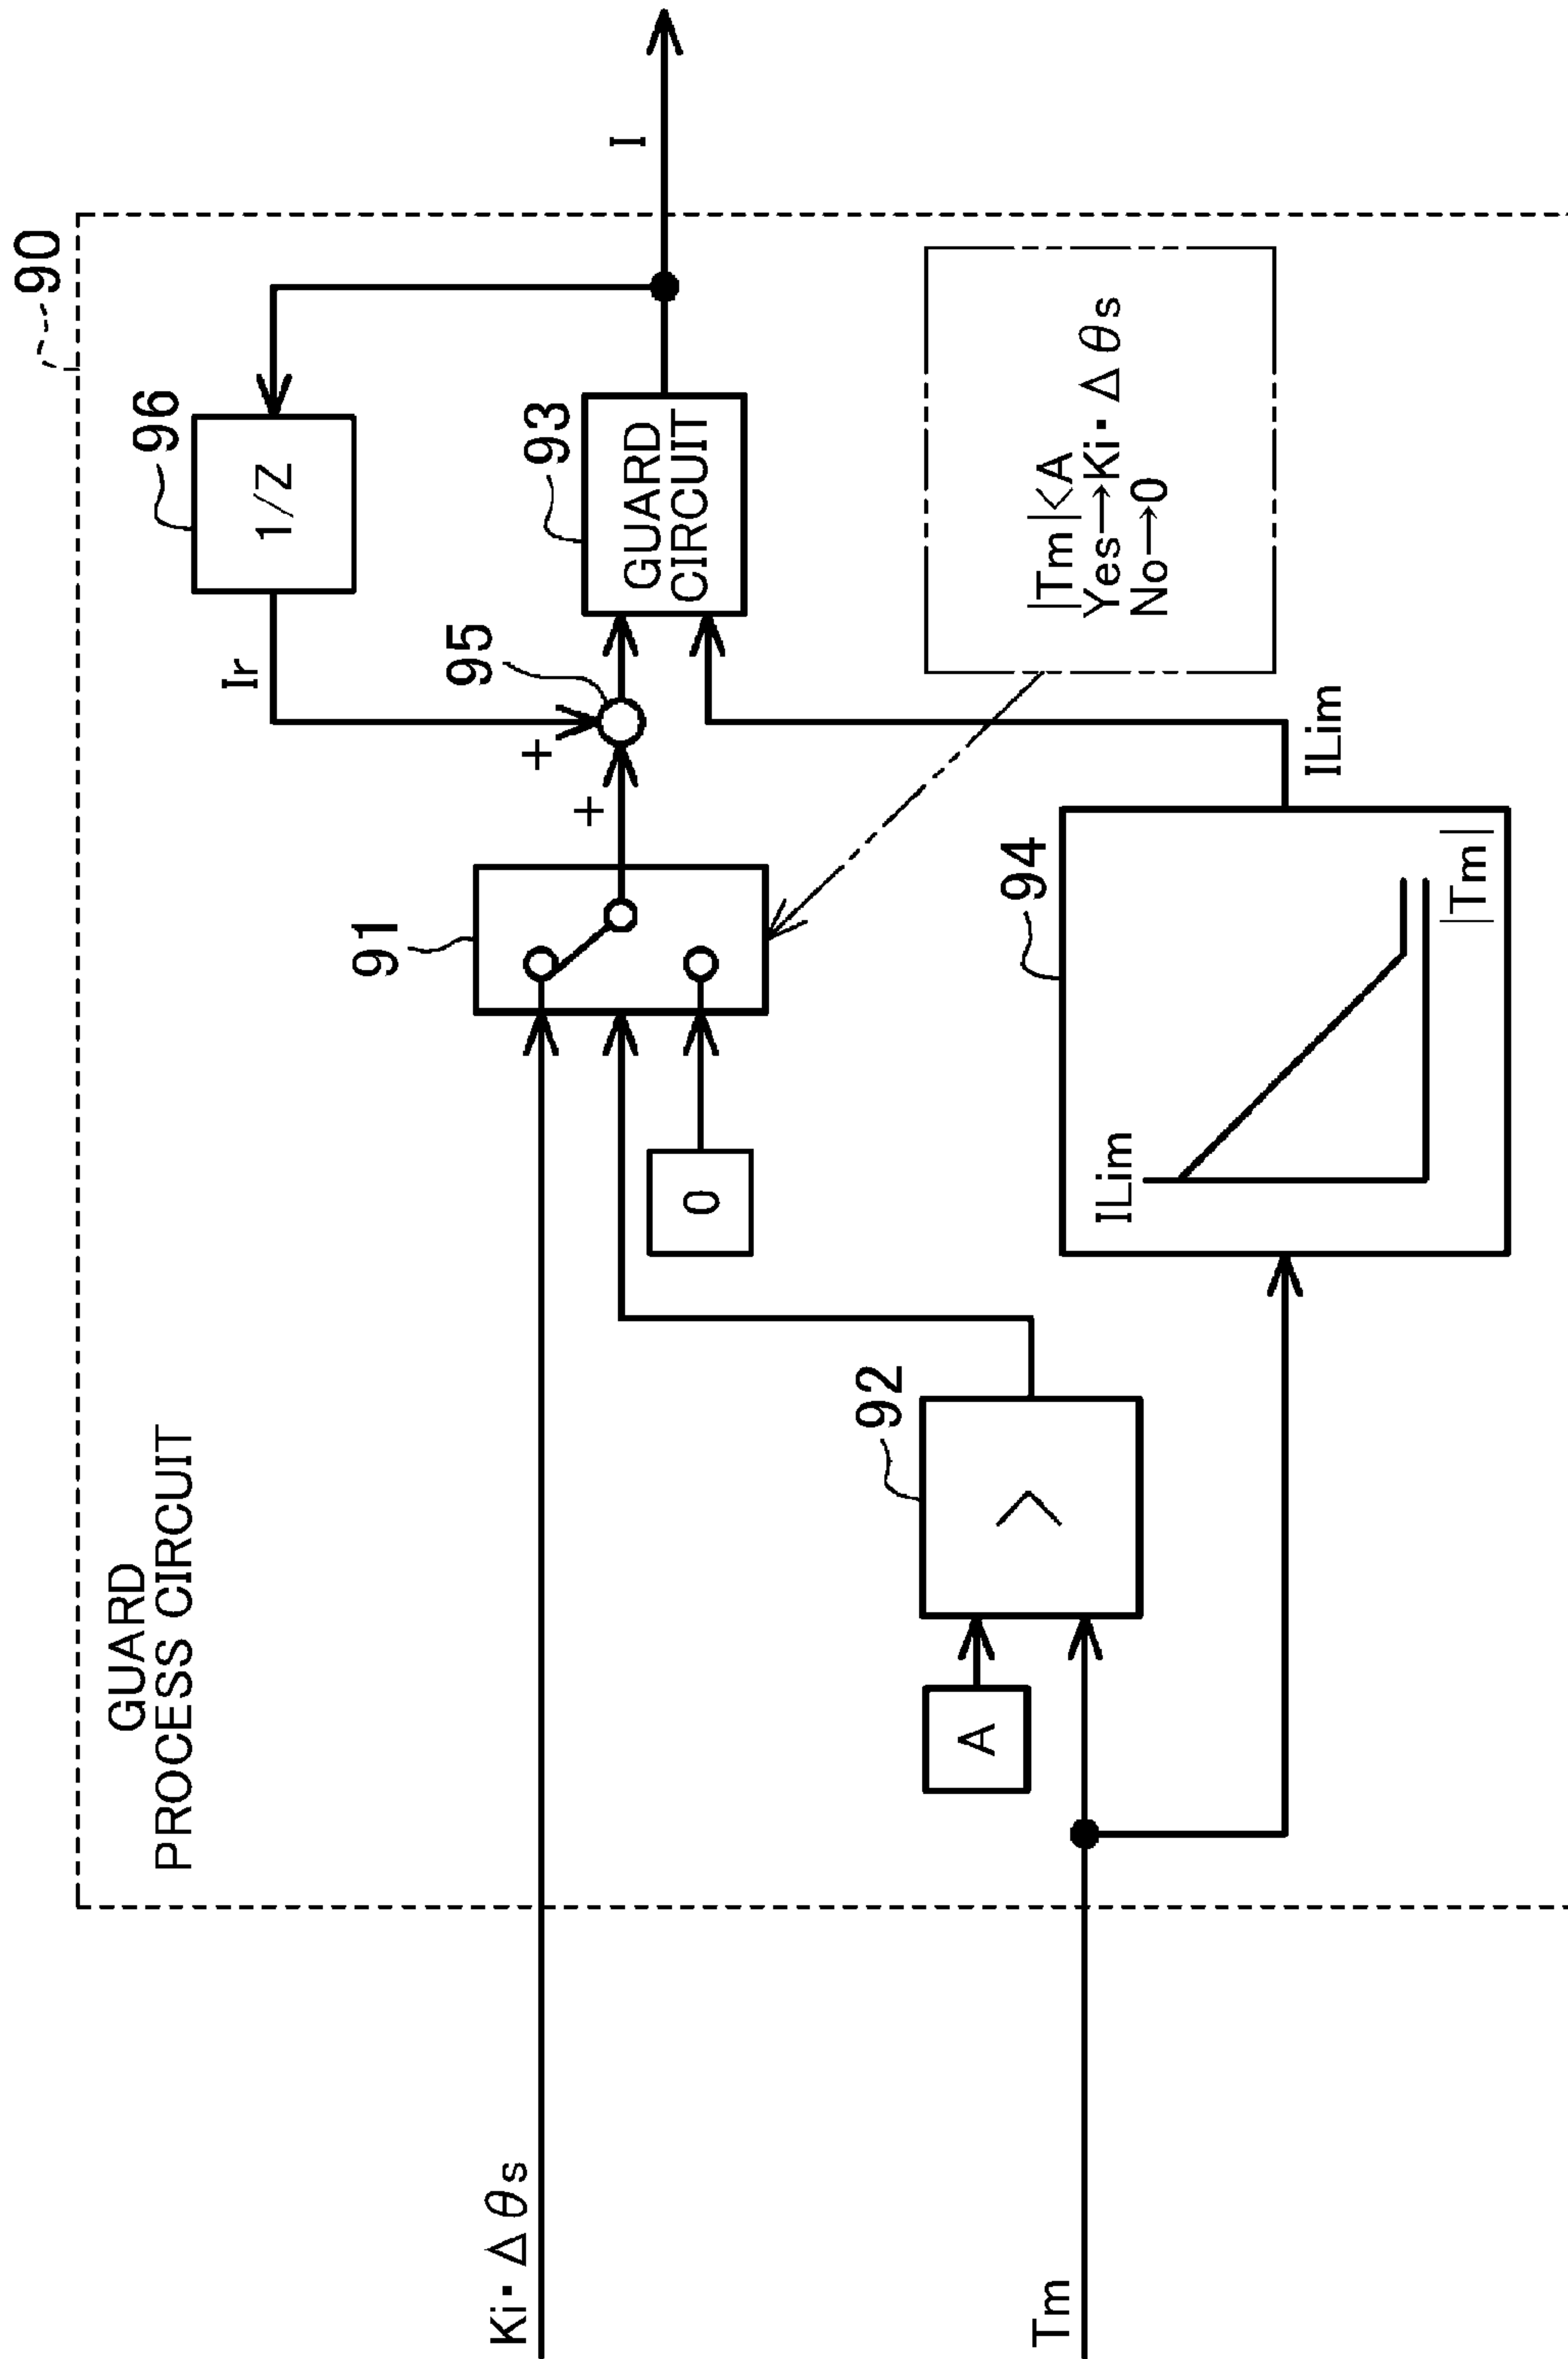 90
GUARD
PROCESS CIRCUIT
96
1/Z
Ir
95
93
GUARD
CIRCUIT
I
+
+
91
Ki·Δθs
0
|Tm|<A
Yes→Ki·Δθs
No→0
92
<
A
Tm
94
ILim
|Tm|
ILim